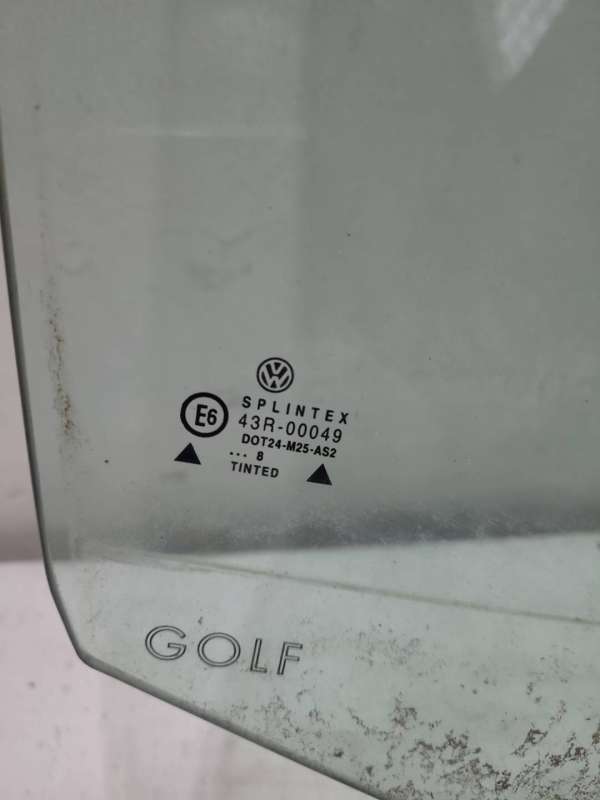 SPLINTEX
E6
43R-00049
DOT24-M25-AS2
... 8
TINTED
GOLF